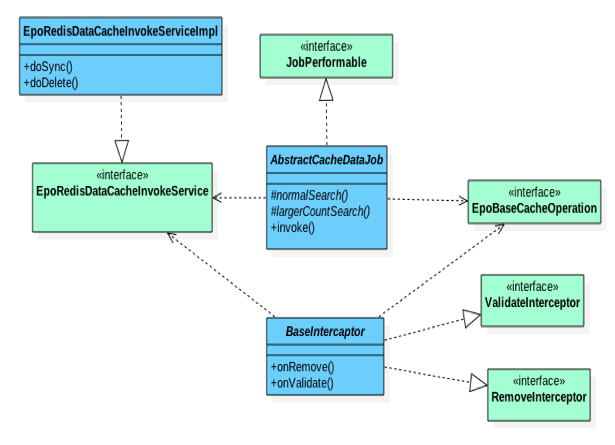 EpoRedisDataCacheInvokeServiceImpl
+doSync()
+doDelete()
«interface»
JobPerformable
«interface»
EpoRedisDataCacheInvokeService
AbstractCacheDataJob
#normalSearch()
#largerCountSearch()
+invoke()
«interface»
EpoBaseCacheOperation
«interface»
ValidateInterceptor
BaseIntercaptor
+onRemove()
+onValidate()
«interface»
RemoveInterceptor